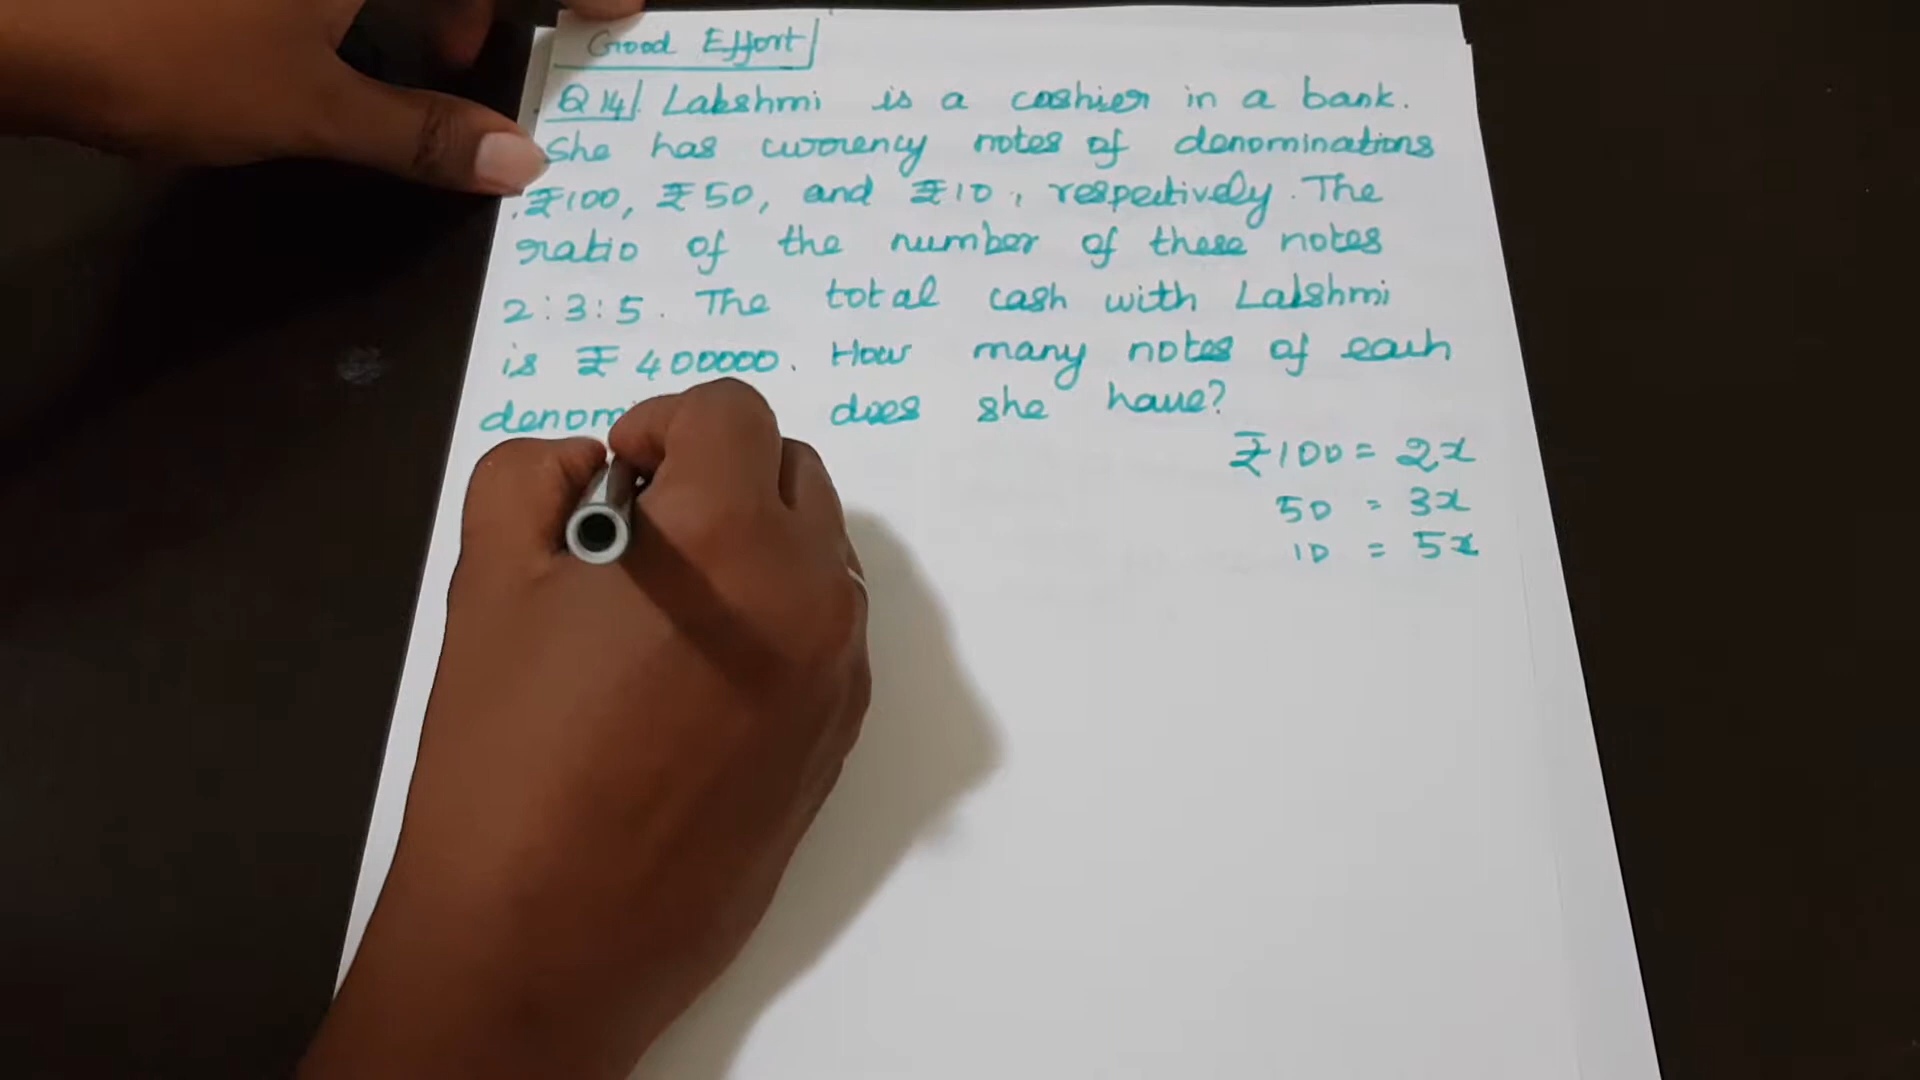 Good Effort
Q 14/. Lakshmi is a cashier in a bank.
She has currency notes of denominations
₹100, ₹50, and ₹10, respectively. The
ratio of the number of these notes
2:3:5. The total cash with Lakshmi
is ₹400000. How many notes of each
does she have?
₹100 = 2x
50 = 3x
10 = 5x